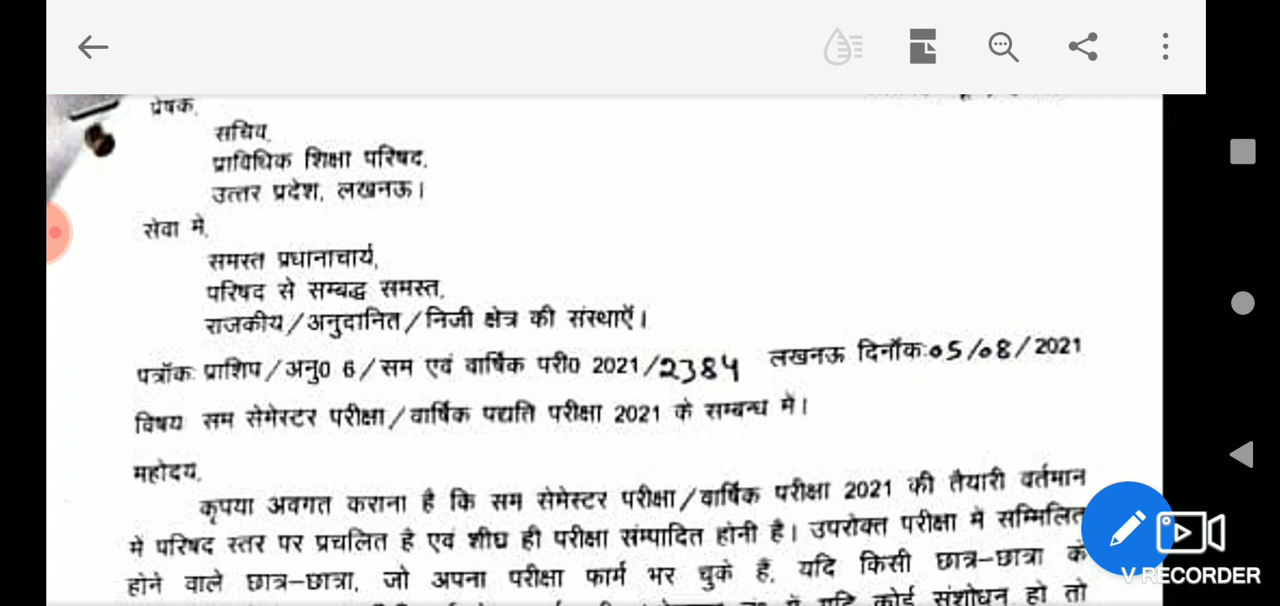 प्रेषक,
सचिव,
प्राविधिक शिक्षा परिषद,
उत्तर प्रदेश, लखनऊ।
सेवा में,
समस्त प्रधानाचार्य,
परिषद से सम्बद्ध समस्त,
राजकीय/अनुदानित/निजी क्षेत्र की संस्थाऐं।
पत्रॉकः प्राशिप/अनु0 6/सम एवं वार्षिक परी0 2021/2384 लखनऊ दिनॉकः05/08/2021
विषय सम सेमेस्टर परीक्षा/वार्षिक पद्यति परीक्षा 2021 के सम्बन्ध में।
महोदय,
कृपया अवगत कराना है कि सम सेमेस्टर परीक्षा/वार्षिक परीक्षा 2021 की तैयारी वर्तमान
में परिषद स्तर पर प्रचलित है एवं शीघ्र ही परीक्षा संम्पादित होनी है। उपरोक्त परीक्षा में सम्मिलित
होने वाले छात्र-छात्रा, जो अपना परीक्षा फार्म भर चुके है, यदि किसी छात्र-छात्रा के
में यदि कोई संशोधन हो तो
V RECORDER